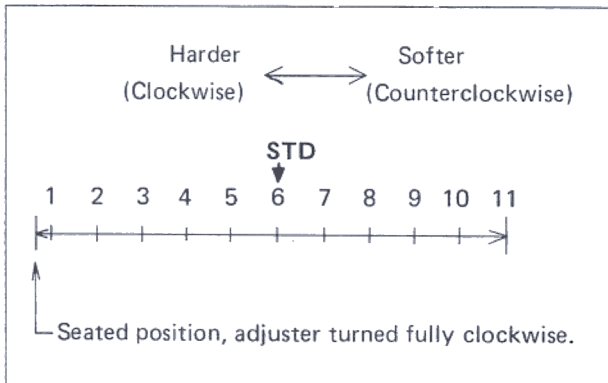 Harder Softer
(Clockwise) (Counterclockwise)
STD
1 2 3 4 5 6 7 8 9 10 11
Seated position, adjuster turned fully clockwise.